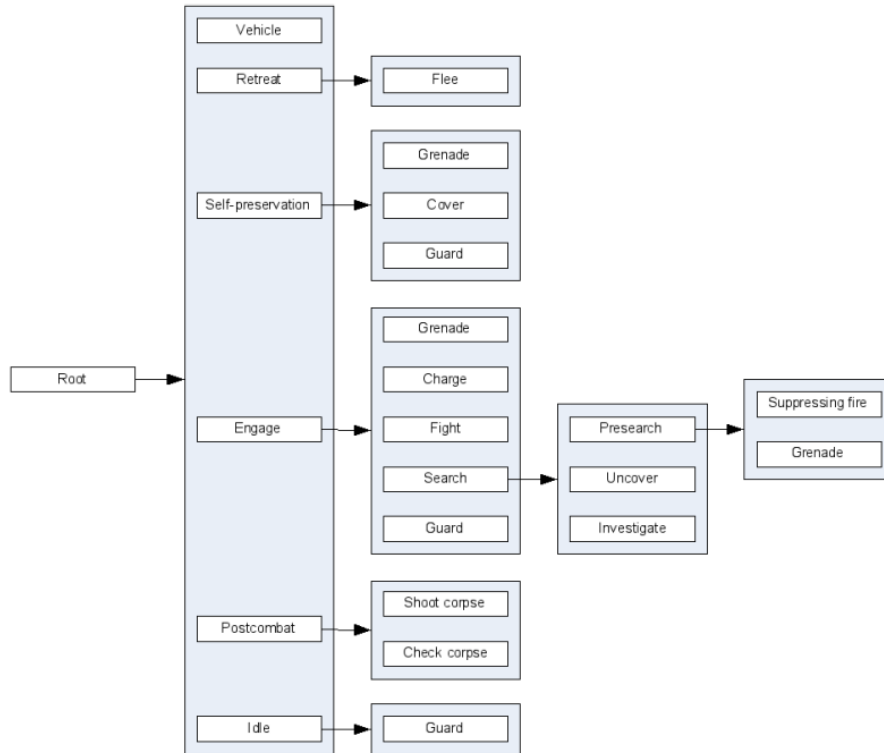 Root
Vehicle
Retreat
Flee
Self-preservation
Grenade
Cover
Guard
Engage
Grenade
Charge
Fight
Search
Guard
Presearch
Uncover
Investigate
Suppressing fire
Grenade
Postcombat
Shoot corpse
Check corpse
Idle
Guard